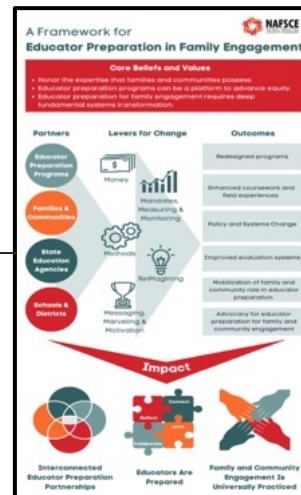 A Framework for
NAFSCE
Educator Preparation in Family Engagement
Core Beliefs and Values
• Honor the expertise that families and communities possess
• Educator preparation programs can be a platform to advance equity.
• Educator preparation for family engagement requires deep
fundamental systems transformation.
Partners
Levers for Change
Outcomes
Educator
Preparation
Programs
Families &
Communities
State
Education
Agencies
Schools &
Districts
Money
Mandates,
Measuring &
Monitoring
Methods
ReIMagining
Messaging,
Marveling &
Motivation
Redesigned programs
Enhanced coursework and
field experiences
Policy and Systems Change
Improved evaluation systems
Mobilization of family and
community role in educator
preparation
Advocacy for educator
preparation for family and
community engagement
Impact
Connect
Reflect
Lead
Collaborate
Interconnected
Educator Preparation
Partnerships
Educators Are
Prepared
Family and Community
Engagement Is
Universally Practiced